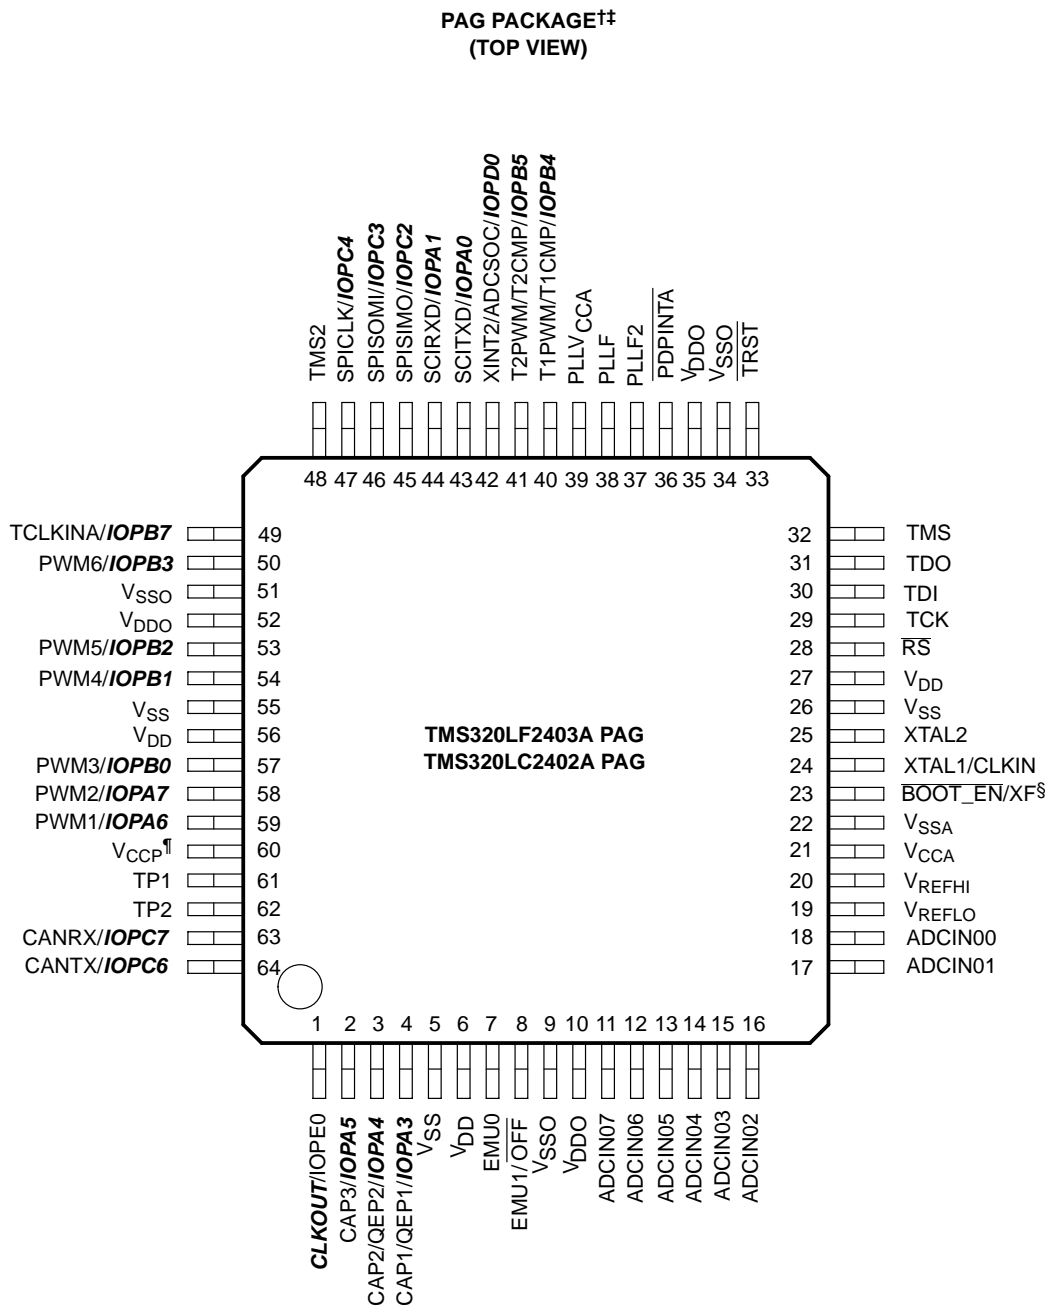 PAG PACKAGE†‡
(TOP VIEW)
TMS2
SPICLK/IOPC4
SPISOMI/IOPC3
SPISIMO/IOPC2
SCIRXD/IOPA1
SCITXD/IOPA0
XINT2/ADCSOC/IOPD0
T2PWM/T2CMP/IOPB5
T1PWM/T1CMP/IOPB4
PLLVCCA
PLLF
PLLF2
PDPINTA
VDDO
VSSO
TRST
48 47 46 45 44 43 42 41 40 39 38 37 36 35 34 33
TCLKINA/IOPB7 49 32 TMS
PWM6/IOPB3 50 31 TDO
VSSO 51 30 TDI
VDDO 52 29 TCK
PWM5/IOPB2 53 28 RS
PWM4/IOPB1 54 27 VDD
VSS 55 26 VSS
VDD 56 25 XTAL2
TMS320LF2403A PAG
TMS320LC2402A PAG
PWM3/IOPB0 57 24 XTAL1/CLKIN
PWM2/IOPA7 58 23 BOOT_EN/XF§
PWM1/IOPA6 59 22 VSSA
VCCP¶ 60 21 VCCA
TP1 61 20 VREFHI
TP2 62 19 VREFLO
CANRX/IOPC7 63 18 ADCIN00
CANTX/IOPC6 64 17 ADCIN01
1 2 3 4 5 6 7 8 9 10 11 12 13 14 15 16
CLKOUT/IOPE0
CAP3/IOPA5
CAP2/QEP2/IOPA4
CAP1/QEP1/IOPA3
VSS
VDD
EMU0
EMU1/OFF
VSSO
VDDO
ADCIN07
ADCIN06
ADCIN05
ADCIN04
ADCIN03
ADCIN02